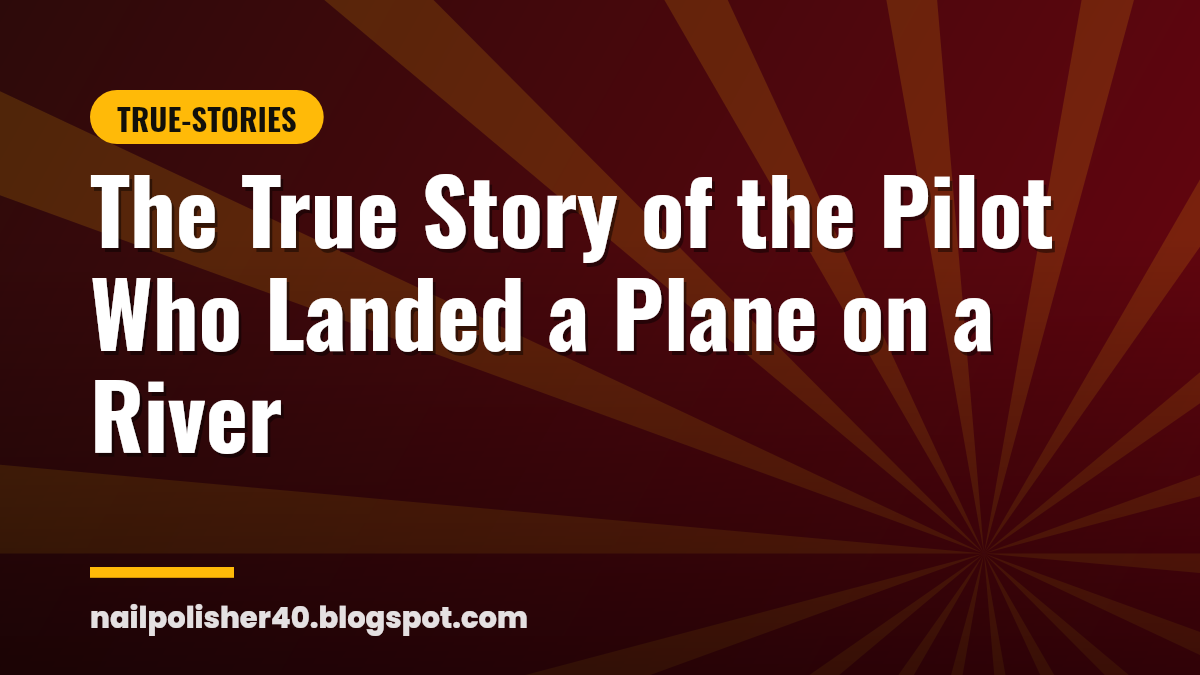 TRUE-STORIES
The True Story of the Pilot
Who Landed a Plane on a
River
nailpolisher40.blogspot.com